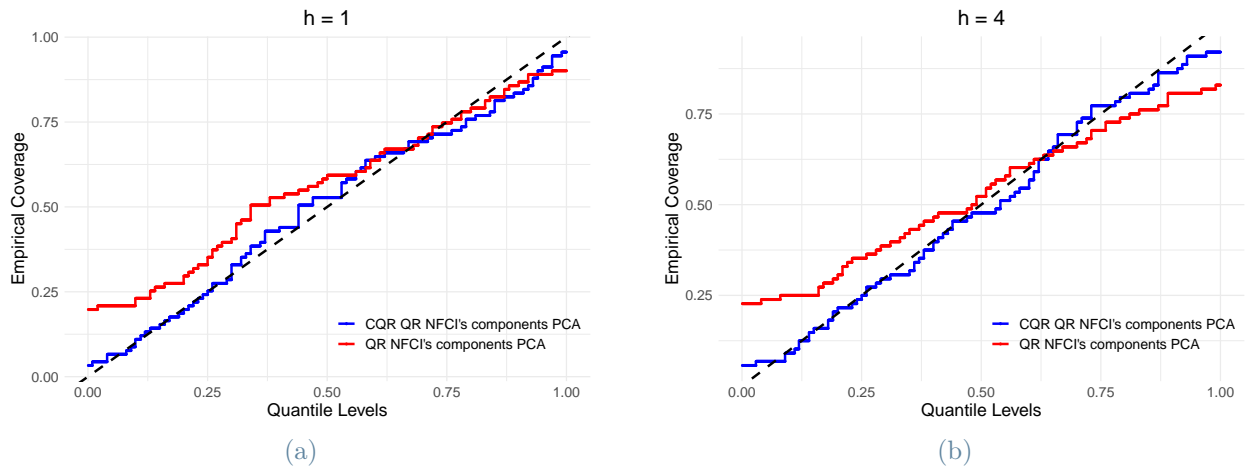 h = 1
1.00
0.75
0.50
0.25
0.00
Empirical Coverage
CQR QR NFCI's components PCA
QR NFCI's components PCA
0.00 0.25 0.50 0.75 1.00
Quantile Levels
(a)
h = 4
0.75
0.50
0.25
Empirical Coverage
CQR QR NFCI's components PCA
QR NFCI's components PCA
0.00 0.25 0.50 0.75 1.00
Quantile Levels
(b)